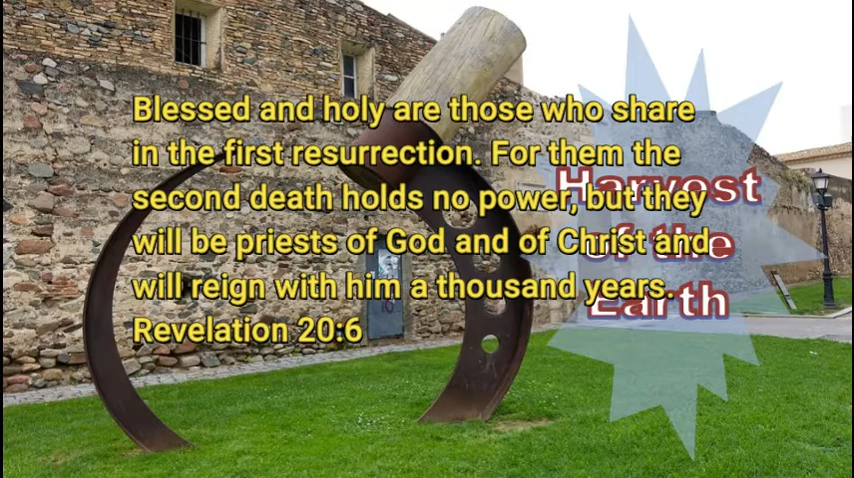 Blessed and holy are those who share
in the first resurrection. For them the
second death holds no power, but they
will be priests of God and of Christ and
will reign with him a thousand years.
Revelation 20:6
Harvest
of the
Earth